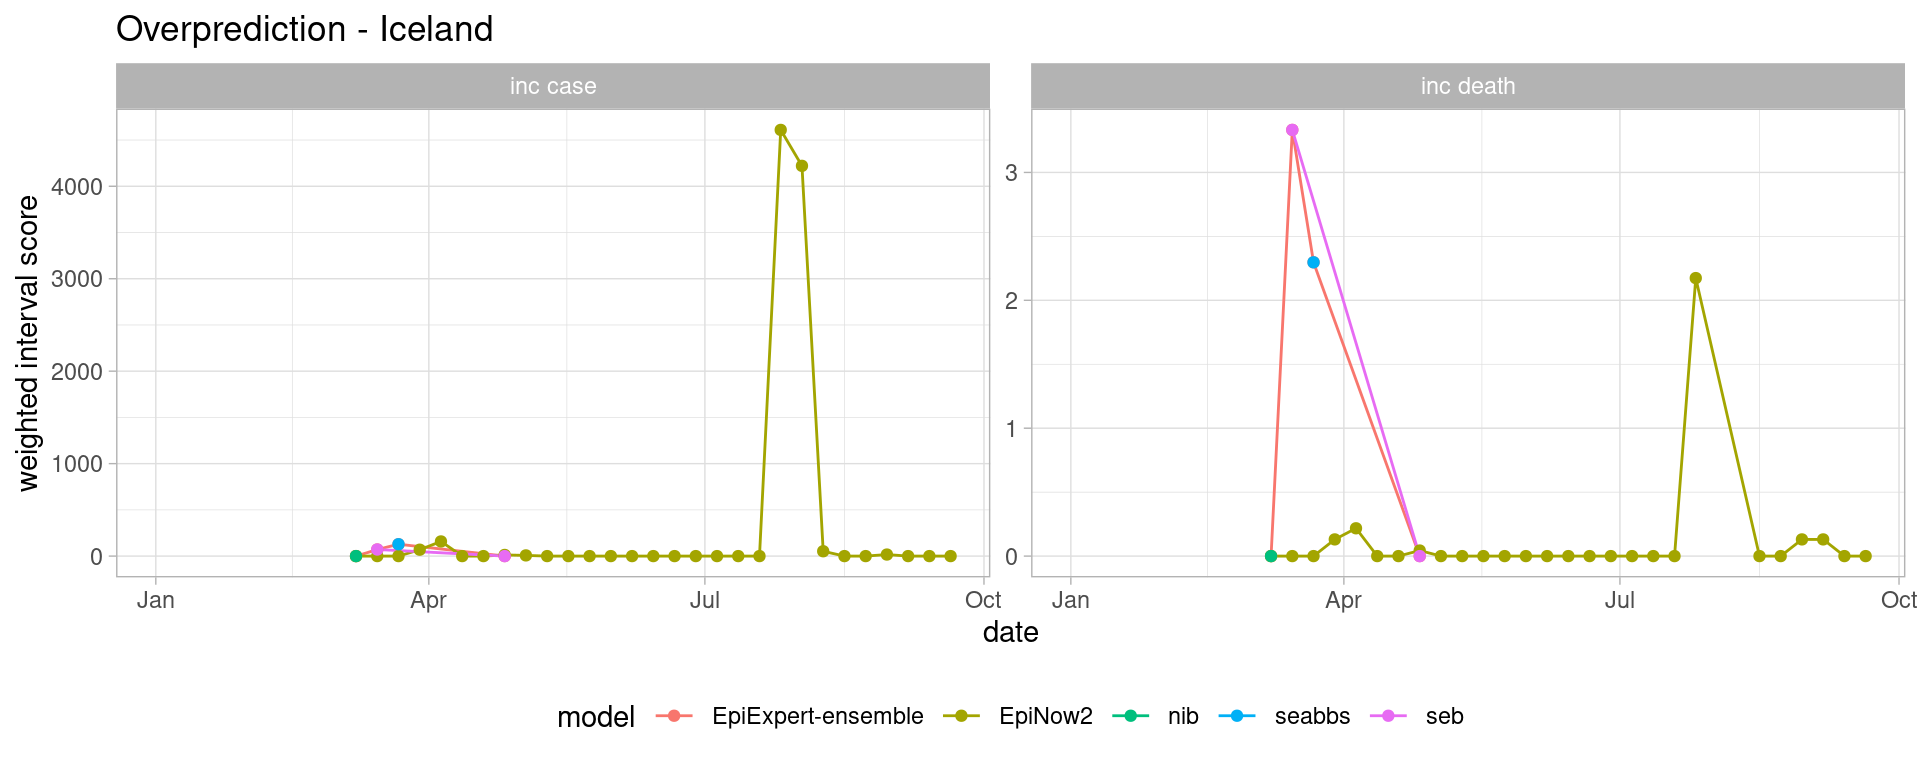 Overprediction - Iceland
inc case
inc death
weighted interval score
4000
3000
2000
1000
0
3
2
1
0
Jan
Apr
Jul
Oct
Jan
Apr
Jul
Oct
date
model EpiExpert-ensemble EpiNow2 nib seabbs seb